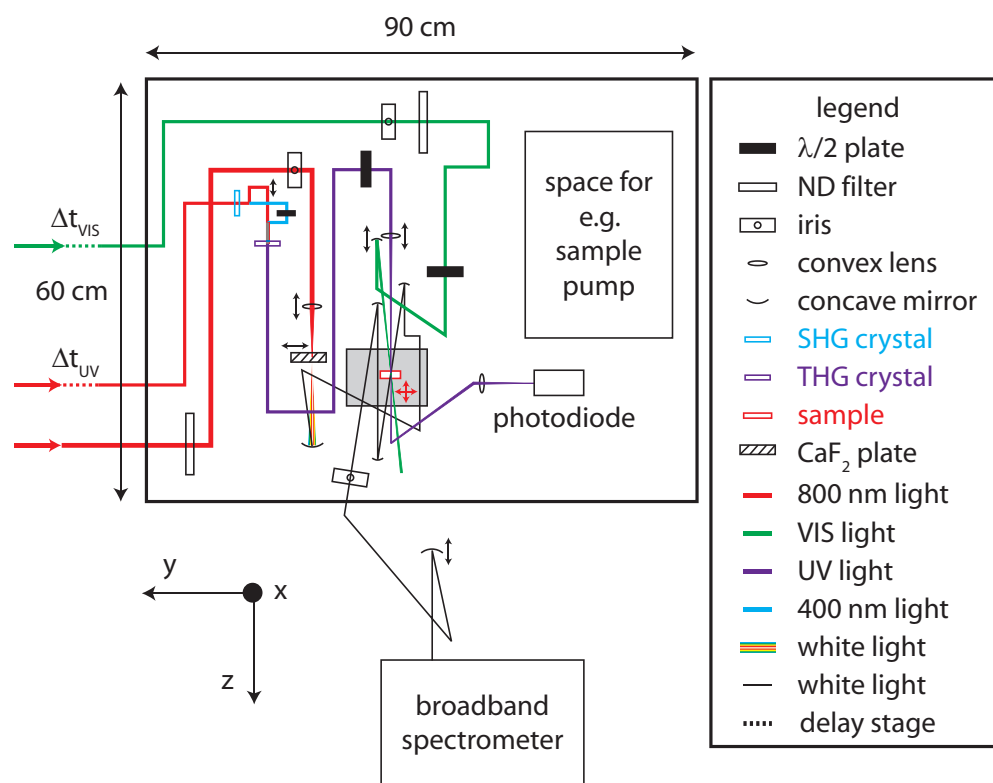 90 cm
60 cm
Δt_VIS
Δt_UV
space for
e.g.
sample
pump
photodiode
y
x
z
broadband
spectrometer
legend
λ/2 plate
ND filter
iris
convex lens
concave mirror
SHG crystal
THG crystal
sample
CaF₂ plate
800 nm light
VIS light
UV light
400 nm light
white light
white light
delay stage